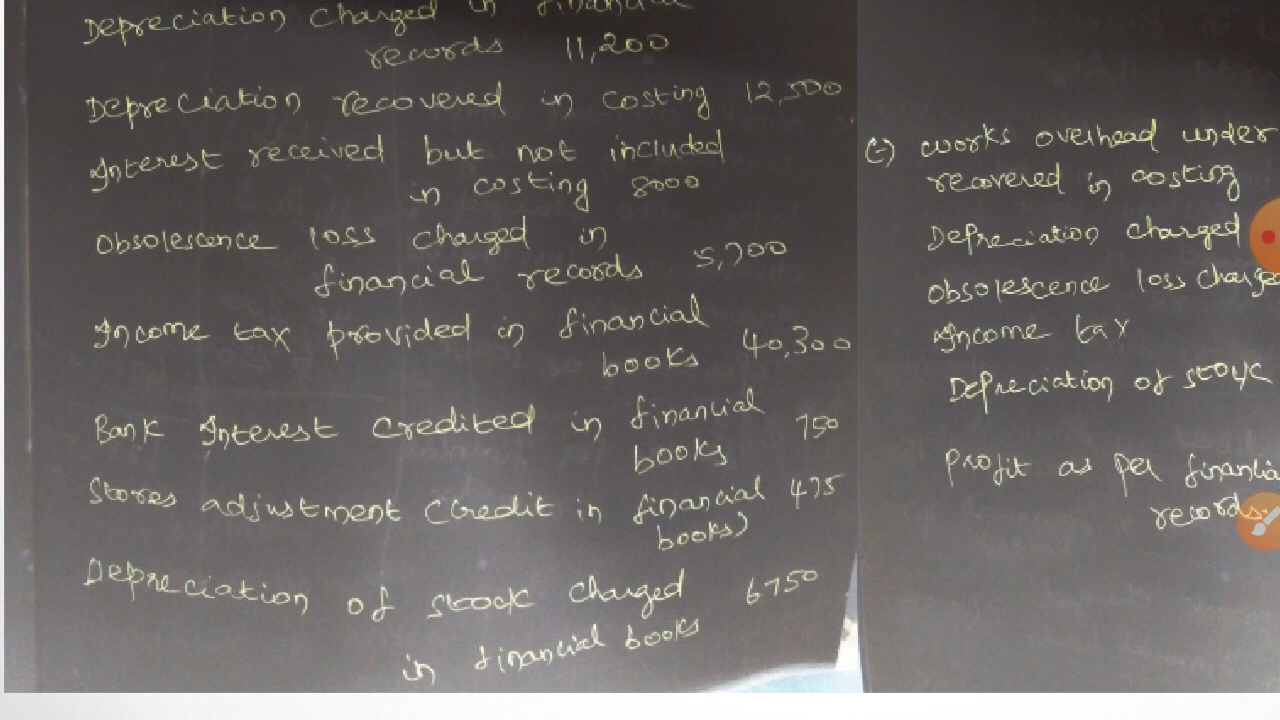 Depreciation charged in financial
records 11,200
Depreciation recovered in costing 12,500
Interest received but not included
in costing 8000
Obsolescence loss charged in
financial records 5,700
Income tax provided in financial
books 40,300
Bank Interest credited in financial
books 750
Stores adjustment credit in financial 475
books)
Depreciation of stock charged 6750
in financial books
(-) works overhead under
recovered in costing
Depreciation charged
Obsolescence loss charge
Income tax
Depreciation of stock
Profit as per financia
records.